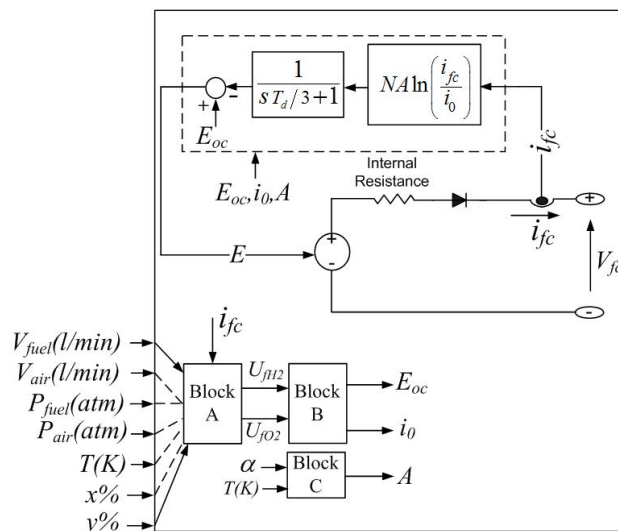 1
sT_d/3+1
NA ln(i_fc/i_0)
+
-
E_oc
E_oc, i_0, A
i_fc
Internal
Resistance
+
i_fc
+
-
E
V_fc
-
i_fc
V_fuel(l/min)
V_air(l/min)
P_fuel(atm)
P_air(atm)
T(K)
x%
y%
Block
A
U_fH2
U_fO2
Block
B
E_oc
i_0
α
T(K)
Block
C
A